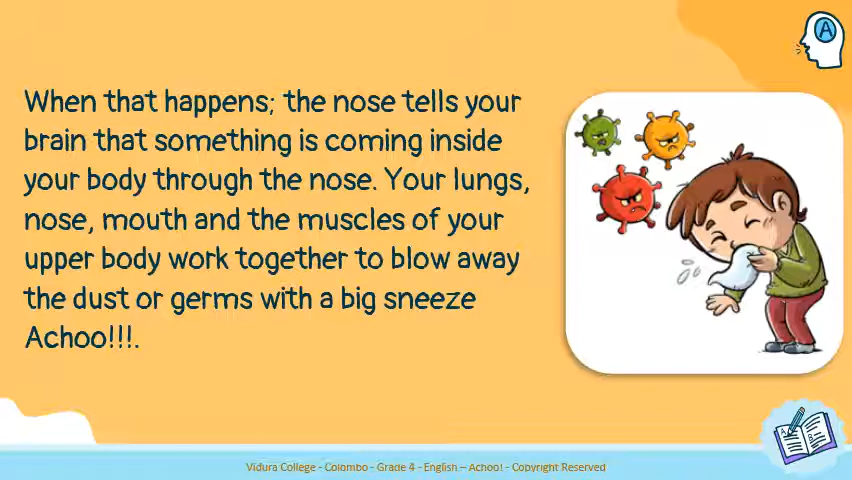 When that happens; the nose tells your
brain that something is coming inside
your body through the nose. Your lungs,
nose, mouth and the muscles of your
upper body work together to blow away
the dust or germs with a big sneeze
Achoo!!!.
A
Vidura College - Colombo - Grade 4 - English – Achoo! - Copyright Reserved